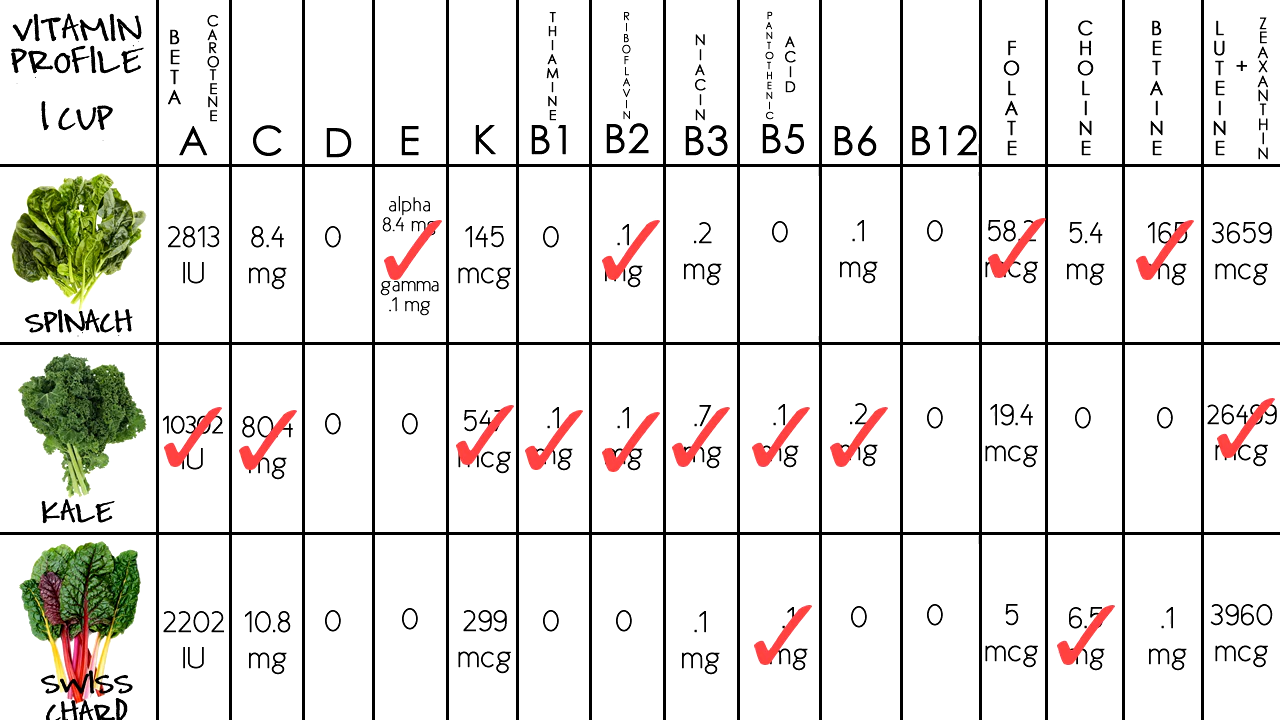 VITAMIN PROFILE 1 CUP
BETA CAROTENE A
C
D
E
K
THIAMINE B1
RIBOFLAVIN B2
NIACIN B3
PANTOTHENIC ACID B5
B6
B12
FOLATE
CHOLINE
BETAINE
LUTEINE + ZEAXANTHIN
SPINACH
2813 IU
8.4 mg
0
alpha 8.4 mg gamma .1 mg
145 mcg
0
.1 mg
.2 mg
0
.1 mg
0
58.2 mcg
5.4 mg
165 mg
3659 mcg
KALE
10302 IU
80.4 mg
0
0
547 mcg
.1 mg
.1 mg
.7 mg
.1 mg
.2 mg
0
19.4 mcg
0
0
26499 mcg
SWISS CHARD
2202 IU
10.8 mg
0
0
299 mcg
0
0
.1 mg
.1 mg
0
0
5 mcg
6.5 mg
.1 mg
3960 mcg